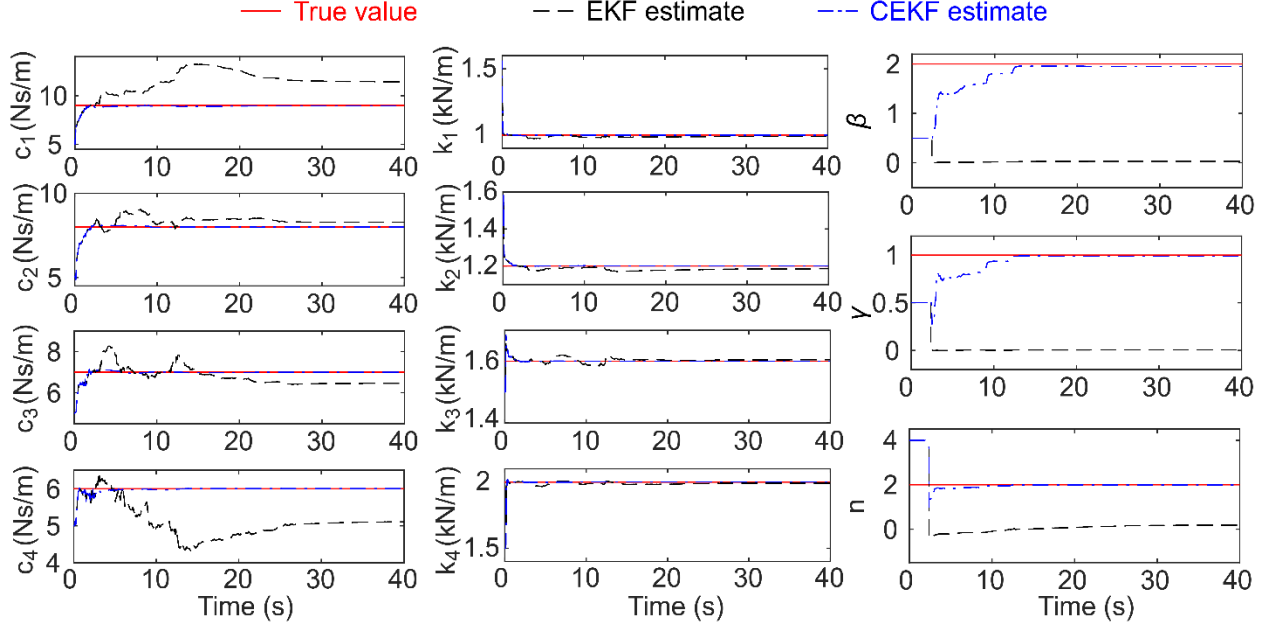 True value EKF estimate CEKF estimate
c1 (Ns/m)
10
5
0 10 20 30 40
c2 (Ns/m)
10
5
0 10 20 30 40
c3 (Ns/m)
8
6
0 10 20 30 40
c4 (Ns/m)
6
5
4
0 10 20 30 40
Time (s)
k1 (kN/m)
1.5
1
0 10 20 30 40
k2 (kN/m)
1.6
1.4
1.2
0 10 20 30 40
k3 (kN/m)
1.6
1.4
0 10 20 30 40
k4 (kN/m)
2
1.5
0 10 20 30 40
Time (s)
β
2
1
0
0 10 20 30 40
γ
1
0.5
0
0 10 20 30 40
n
4
2
0
0 10 20 30 40
Time (s)